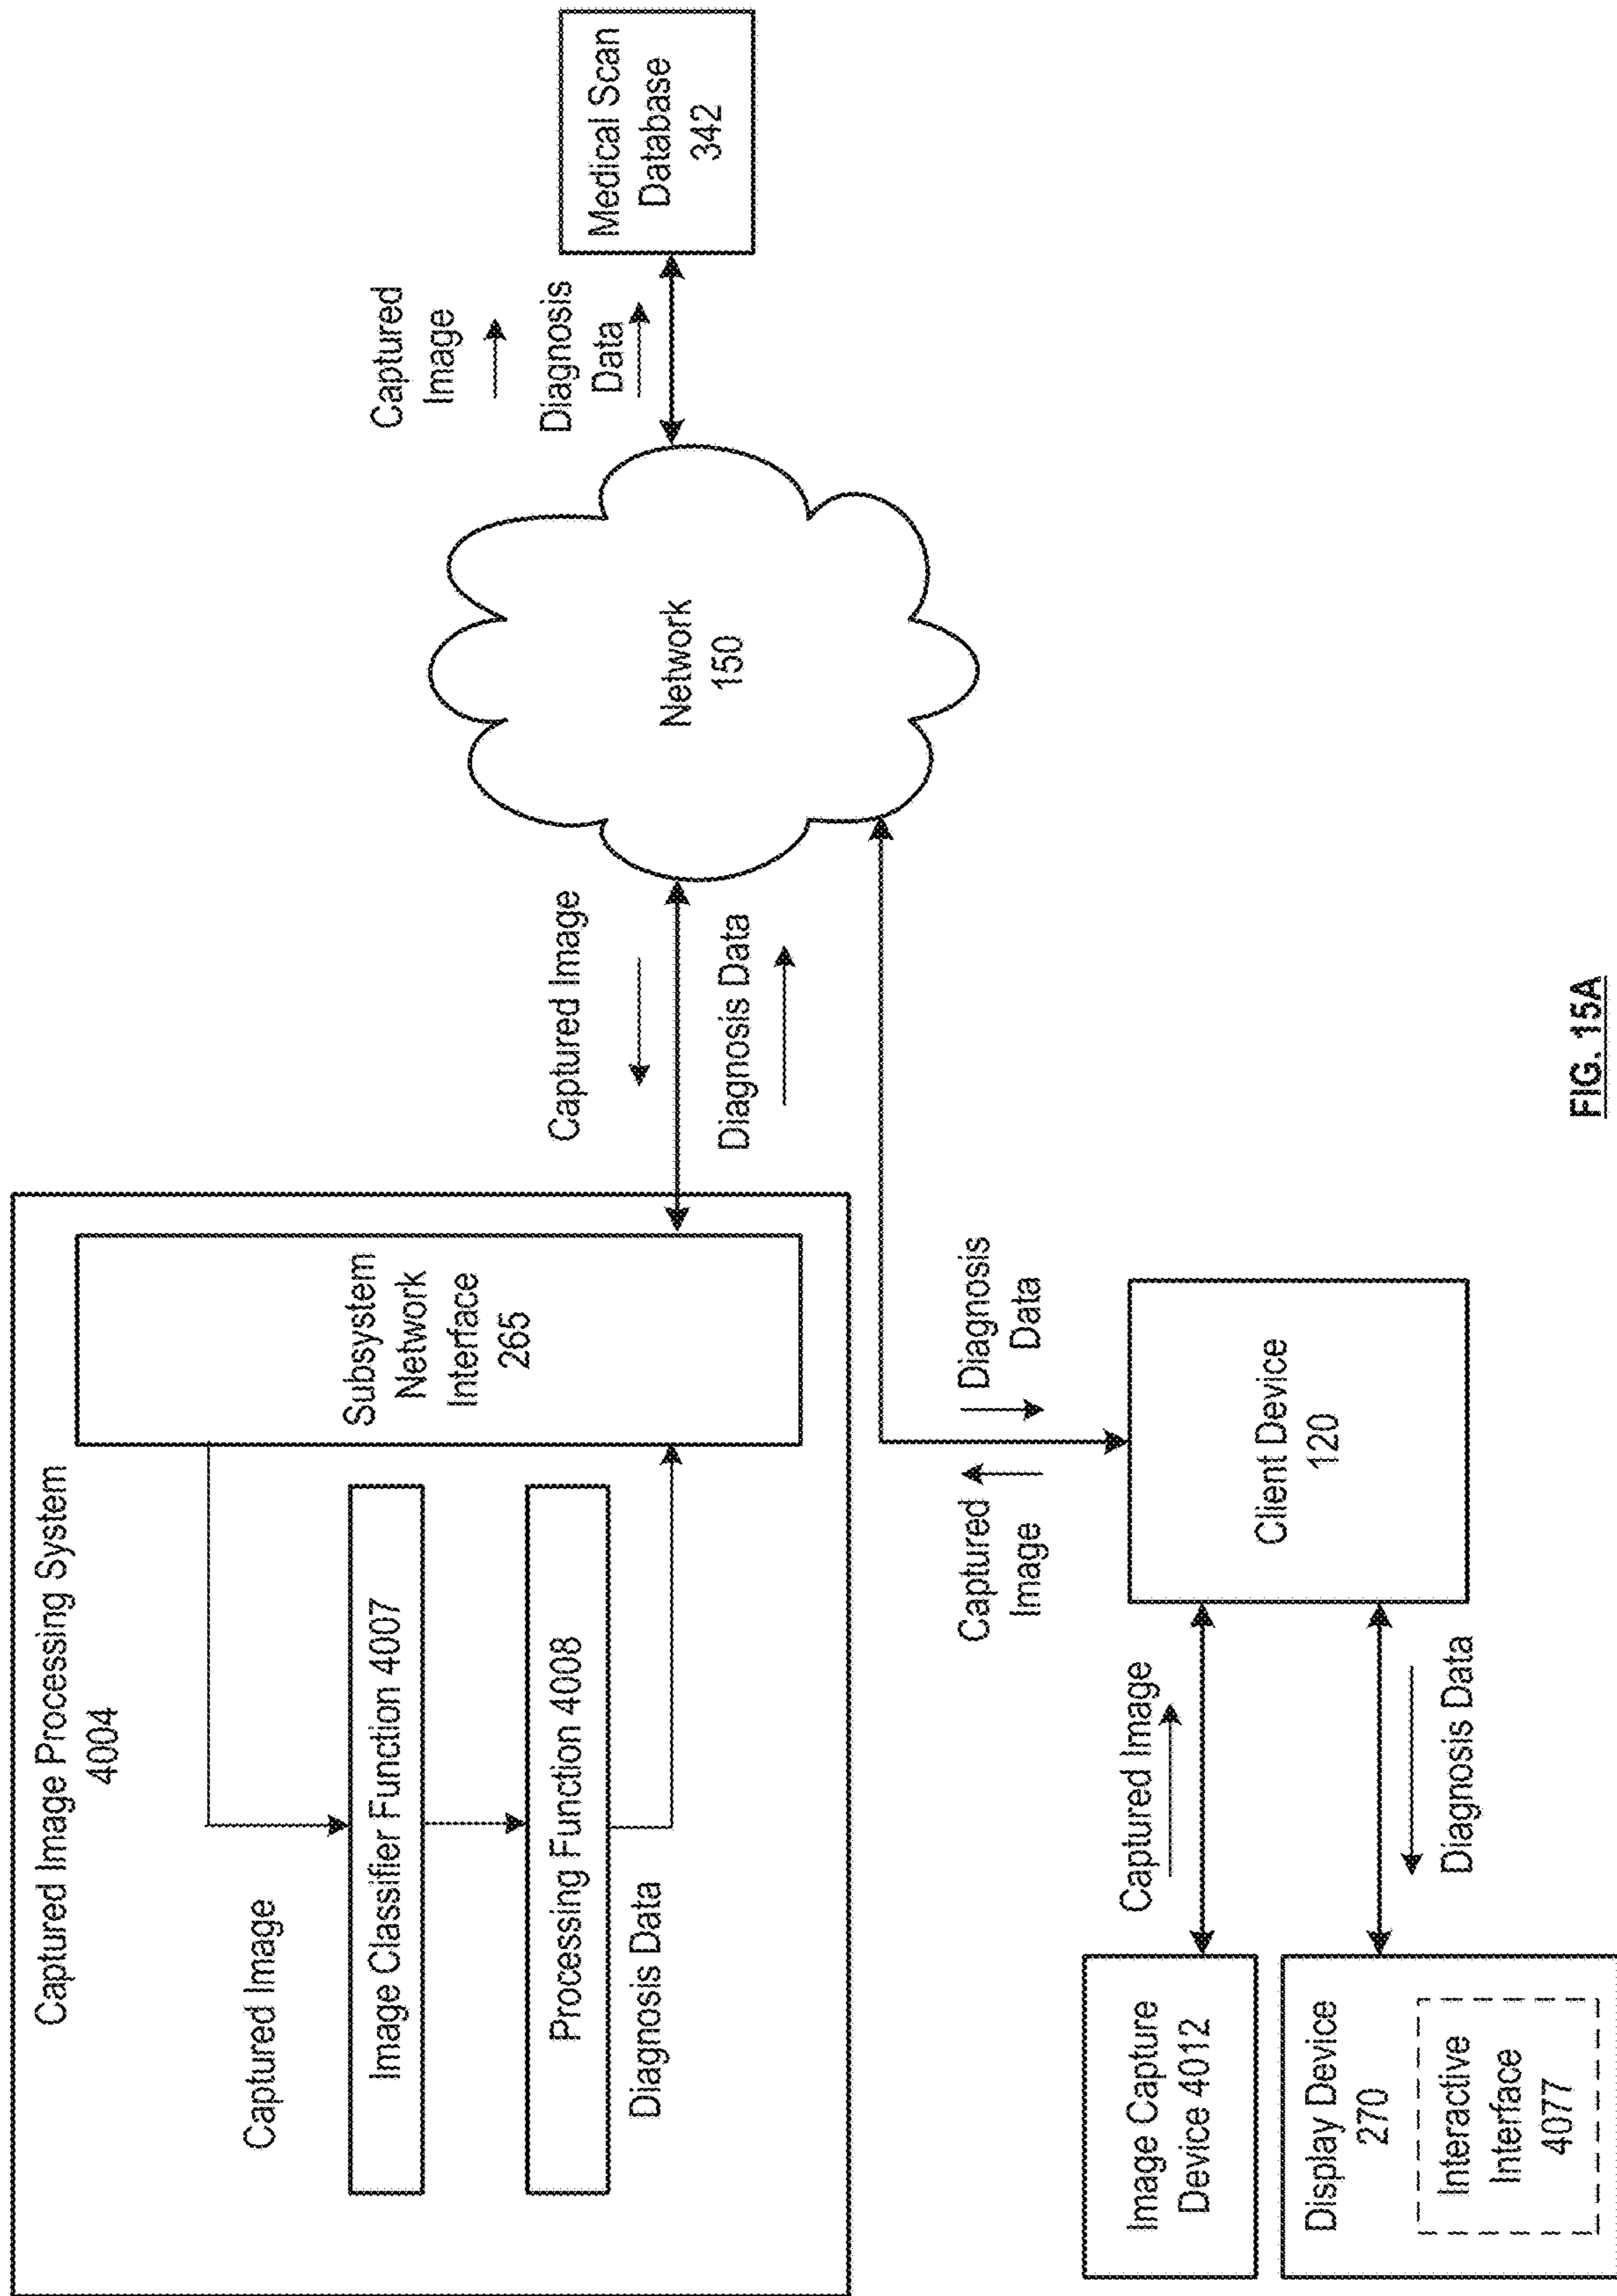 Captured Image Processing System
4004
Captured Image
Image Classifier Function 4007
Processing Function 4008
Diagnosis Data
Subsystem
Network
Interface
265
Captured Image
Diagnosis Data
Network
150
Captured
Image
Diagnosis
Data
Medical Scan
Database
342
Image Capture
Device 4012
Display Device
270
Interactive
Interface
4077
Captured Image
Diagnosis Data
Client Device
120
Captured
Image
Diagnosis
Data
FIG. 15A